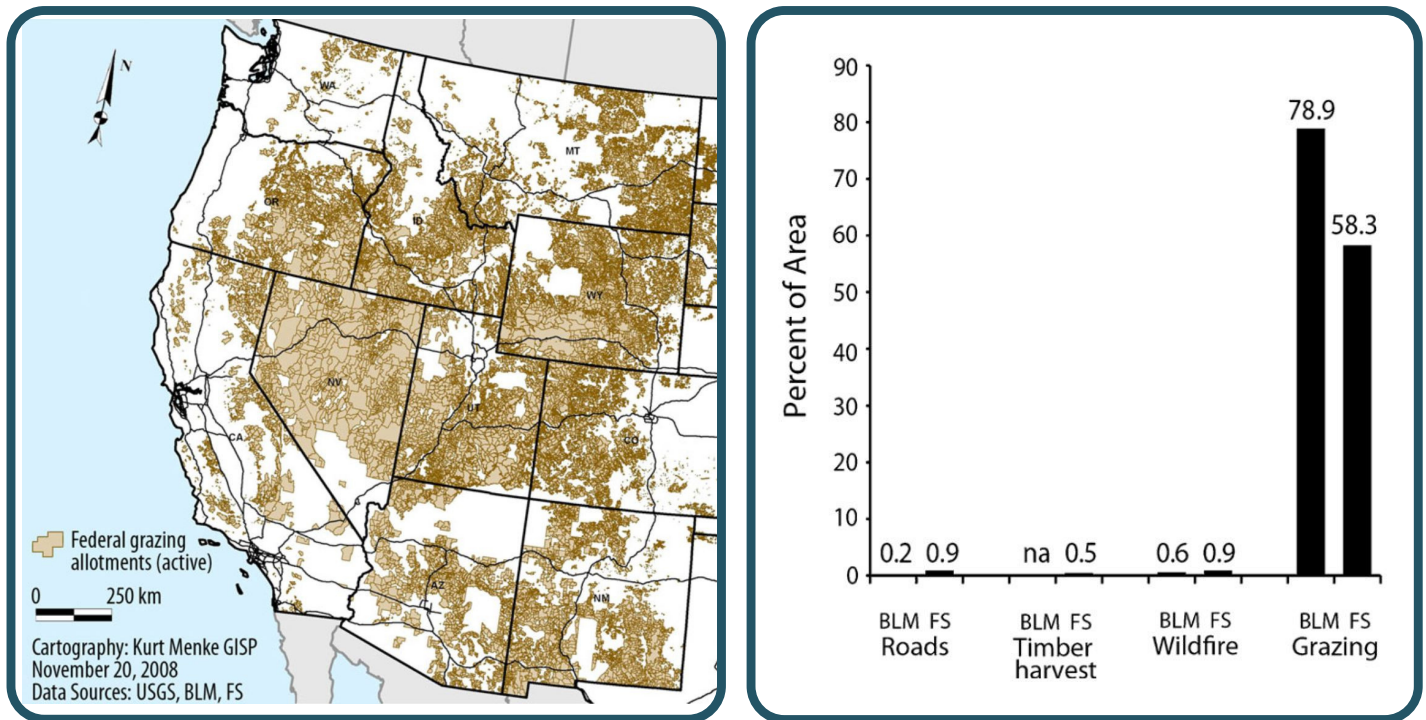 N
WA
MT
OR
ID
WY
NV
UT
CO
CA
AZ
NM
Federal grazing
allotments (active)
0 250 km
Cartography: Kurt Menke GISP
November 20, 2008
Data Sources: USGS, BLM, FS
Percent of Area
90
80
70
60
50
40
30
20
10
0
0.2 0.9
na 0.5
0.6 0.9
78.9
58.3
BLM FS
Roads
BLM FS
Timber
harvest
BLM FS
Wildfire
BLM FS
Grazing